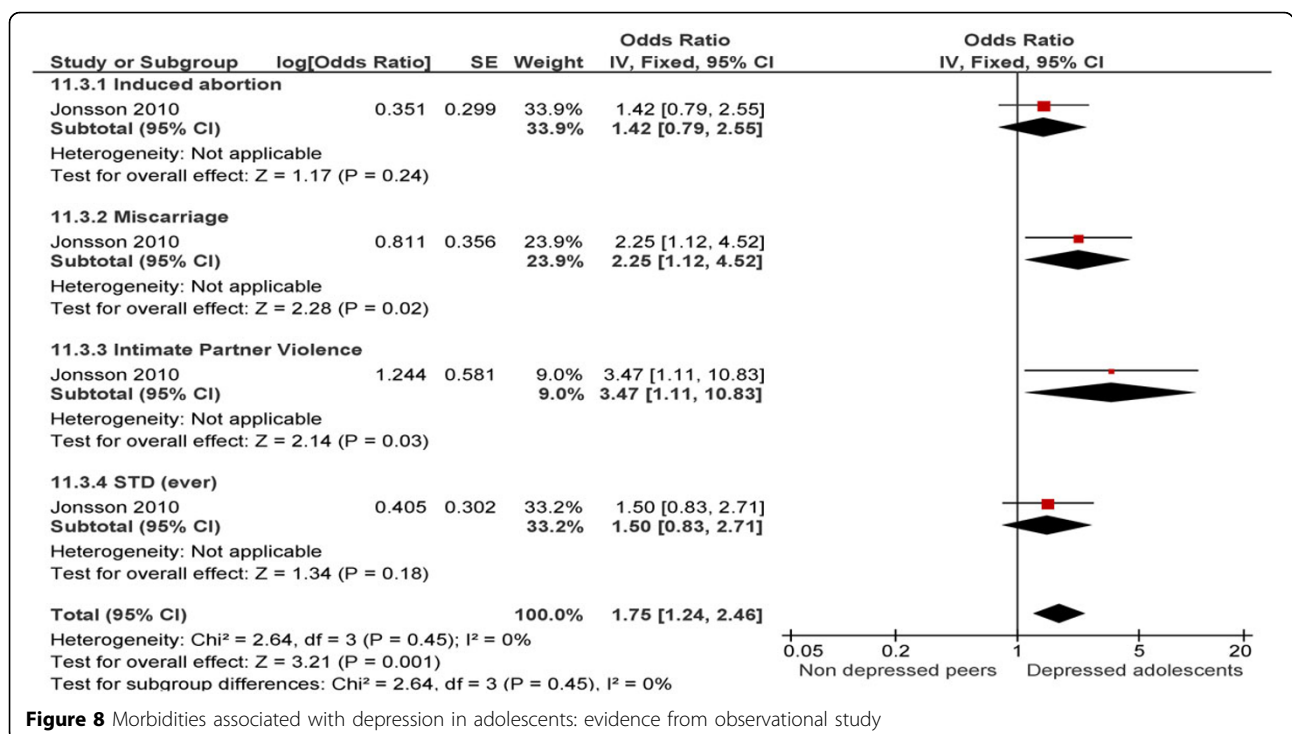 Odds Ratio Odds Ratio
Study or Subgroup log[Odds Ratio] SE Weight IV, Fixed, 95% CI IV, Fixed, 95% CI
11.3.1 Induced abortion
Jonsson 2010 0.351 0.299 33.9% 1.42 [0.79, 2.55]
Subtotal (95% CI) 33.9% 1.42 [0.79, 2.55]
Heterogeneity: Not applicable
Test for overall effect: Z = 1.17 (P = 0.24)
11.3.2 Miscarriage
Jonsson 2010 0.811 0.356 23.9% 2.25 [1.12, 4.52]
Subtotal (95% CI) 23.9% 2.25 [1.12, 4.52]
Heterogeneity: Not applicable
Test for overall effect: Z = 2.28 (P = 0.02)
11.3.3 Intimate Partner Violence
Jonsson 2010 1.244 0.581 9.0% 3.47 [1.11, 10.83]
Subtotal (95% CI) 9.0% 3.47 [1.11, 10.83]
Heterogeneity: Not applicable
Test for overall effect: Z = 2.14 (P = 0.03)
11.3.4 STD (ever)
Jonsson 2010 0.405 0.302 33.2% 1.50 [0.83, 2.71]
Subtotal (95% CI) 33.2% 1.50 [0.83, 2.71]
Heterogeneity: Not applicable
Test for overall effect: Z = 1.34 (P = 0.18)
Total (95% CI) 100.0% 1.75 [1.24, 2.46]
Heterogeneity: Chi² = 2.64, df = 3 (P = 0.45); I² = 0%
Test for overall effect: Z = 3.21 (P = 0.001)
Test for subgroup differences: Chi² = 2.64, df = 3 (P = 0.45), I² = 0%
0.05 0.2 1 5 20
Non depressed peers Depressed adolescents
Figure 8 Morbidities associated with depression in adolescents: evidence from observational study